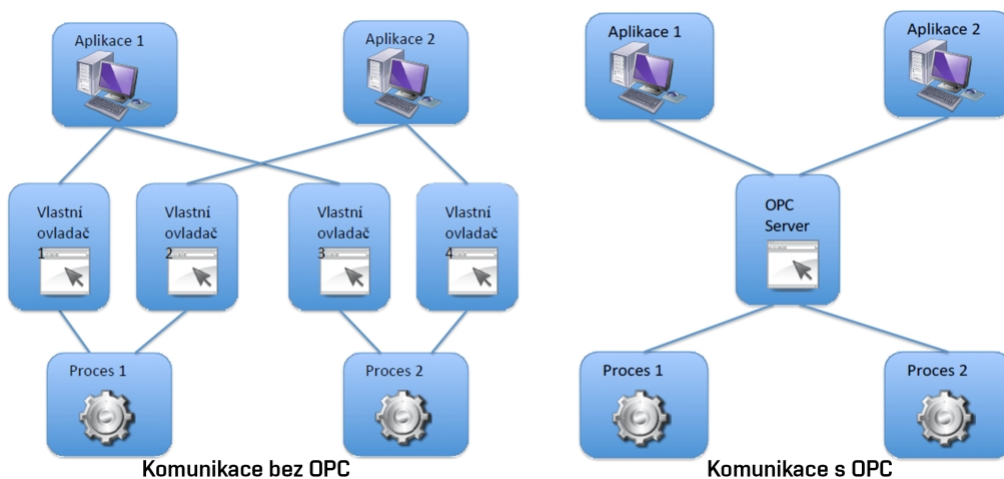 Aplikace 1
Aplikace 2
Vlastní
ovladač
1
Vlastní
ovladač
2
Vlastní
ovladač
3
Vlastní
ovladač
4
Proces 1
Proces 2
Komunikace bez OPC
Aplikace 1
Aplikace 2
OPC
Server
Proces 1
Proces 2
Komunikace s OPC